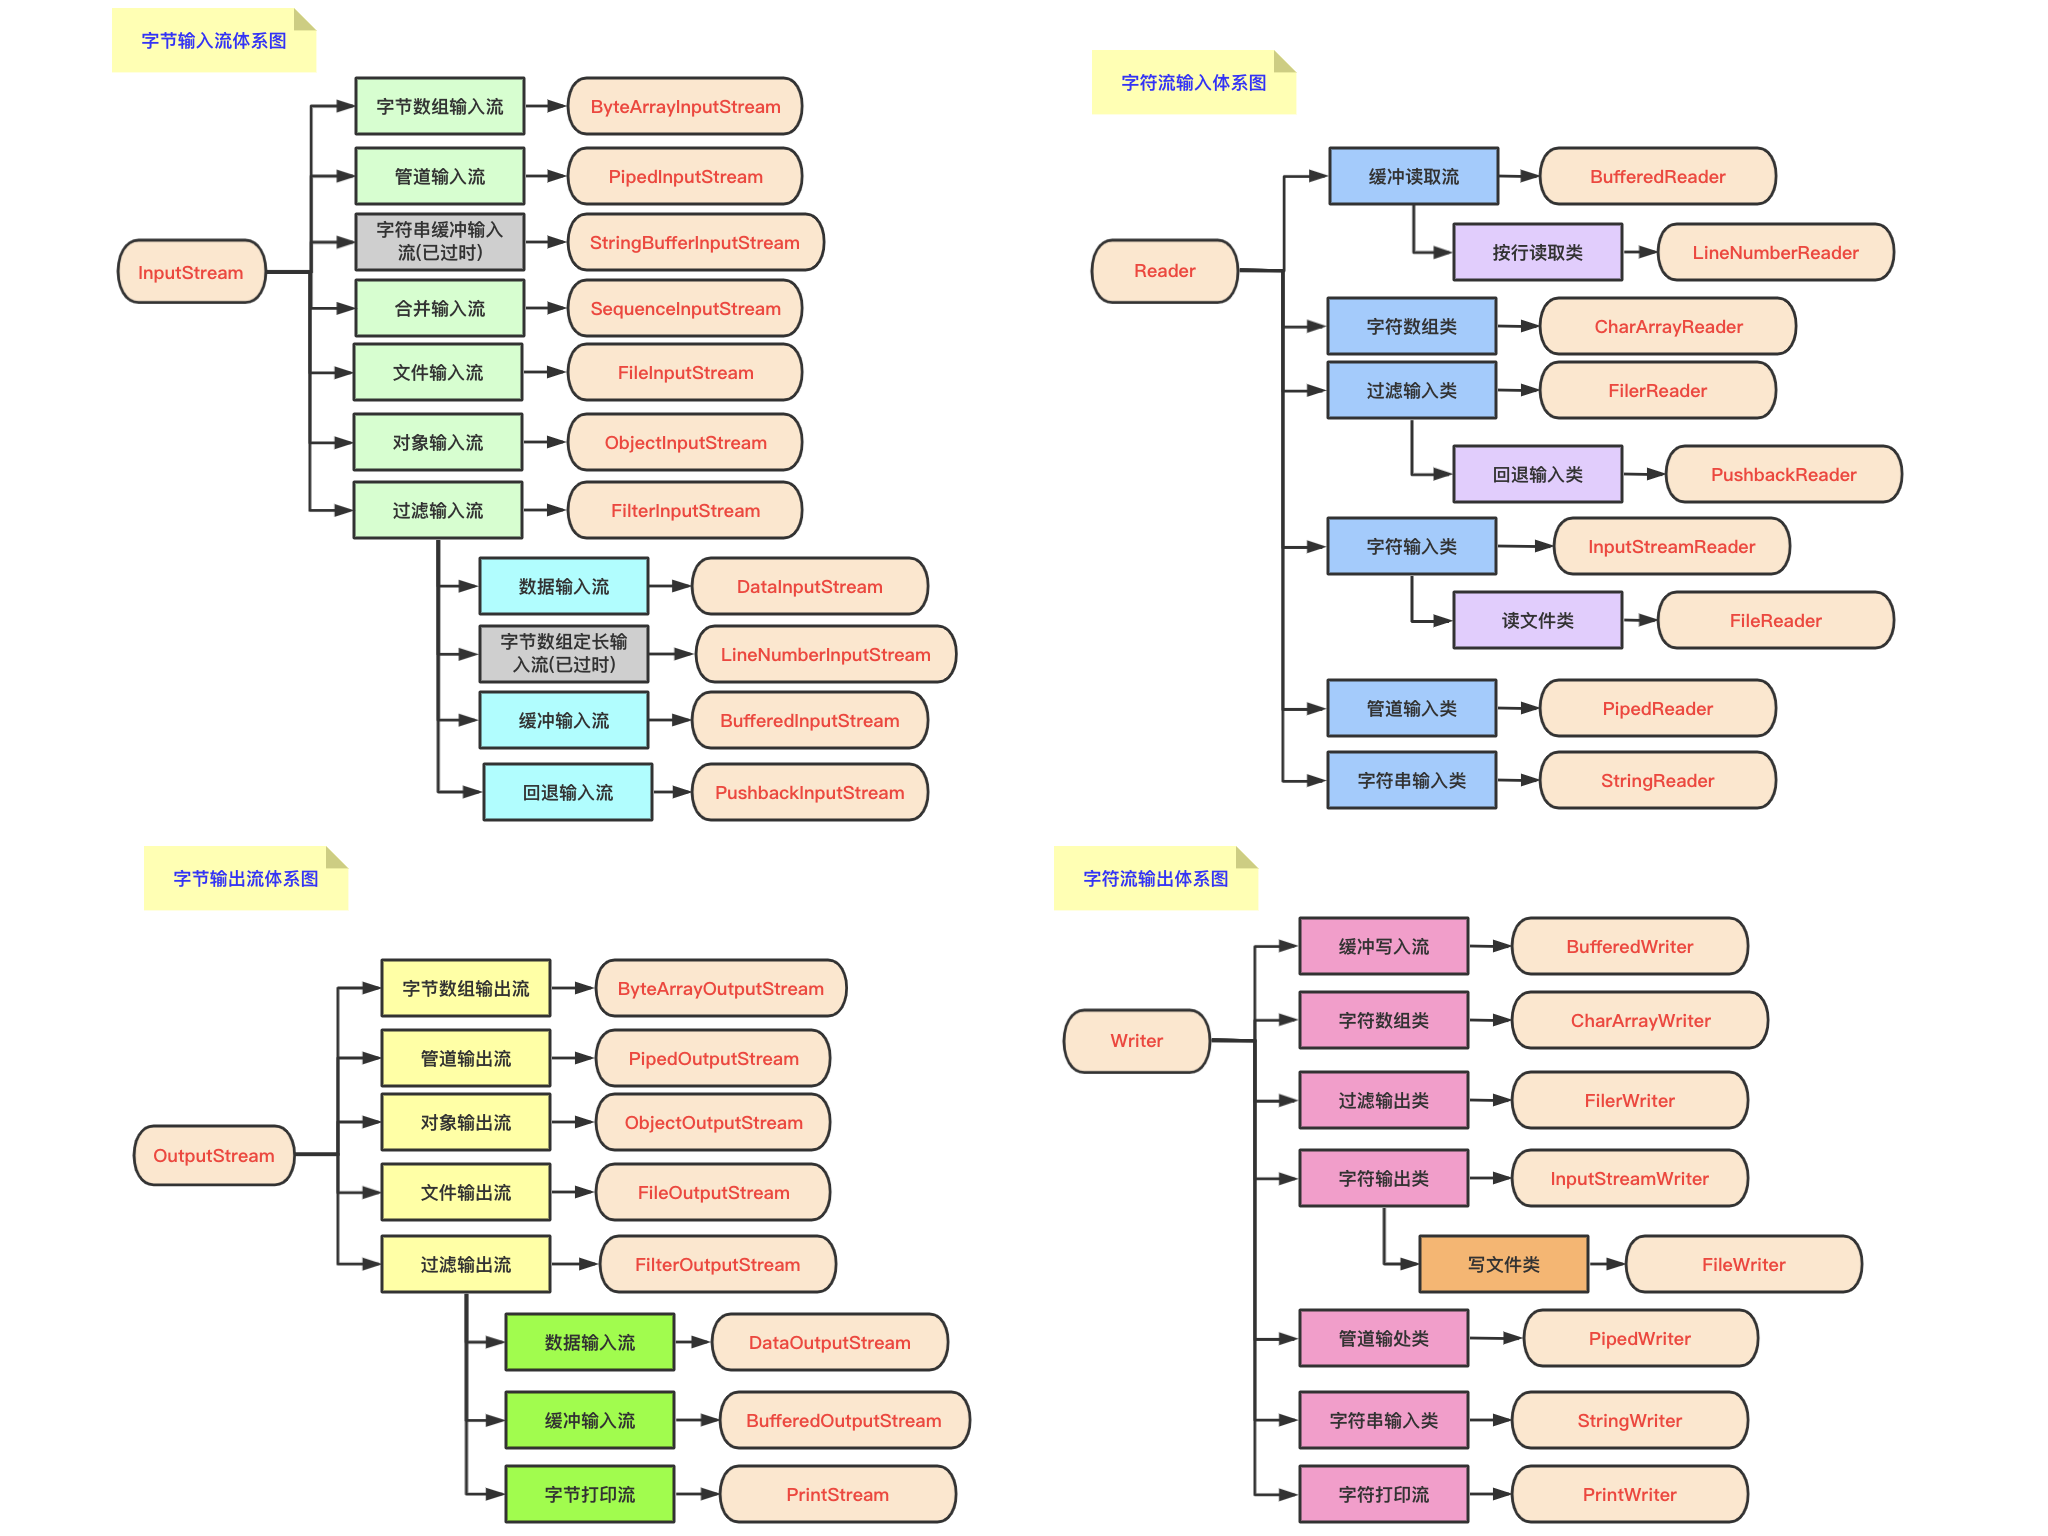 字节输入流体系图
InputStream
字节数组输入流
ByteArrayInputStream
管道输入流
PipedInputStream
字符串缓冲输入
流(已过时)
StringBufferInputStream
合并输入流
SequenceInputStream
文件输入流
FileInputStream
对象输入流
ObjectInputStream
过滤输入流
FilterInputStream
数据输入流
DataInputStream
字节数组定长输
入流(已过时)
LineNumberInputStream
缓冲输入流
BufferedInputStream
回退输入流
PushbackInputStream
字符流输入体系图
Reader
缓冲读取流
BufferedReader
按行读取类
LineNumberReader
字符数组类
CharArrayReader
过滤输入类
FilerReader
回退输入类
PushbackReader
字符输入类
InputStreamReader
读文件类
FileReader
管道输入类
PipedReader
字符串输入类
StringReader
字节输出流体系图
OutputStream
字节数组输出流
ByteArrayOutputStream
管道输出流
PipedOutputStream
对象输出流
ObjectOutputStream
文件输出流
FileOutputStream
过滤输出流
FilterOutputStream
数据输入流
DataOutputStream
缓冲输入流
BufferedOutputStream
字节打印流
PrintStream
字符流输出体系图
Writer
缓冲写入流
BufferedWriter
字符数组类
CharArrayWriter
过滤输出类
FilerWriter
字符输出类
InputStreamWriter
写文件类
FileWriter
管道输处类
PipedWriter
字符串输入类
StringWriter
字符打印流
PrintWriter